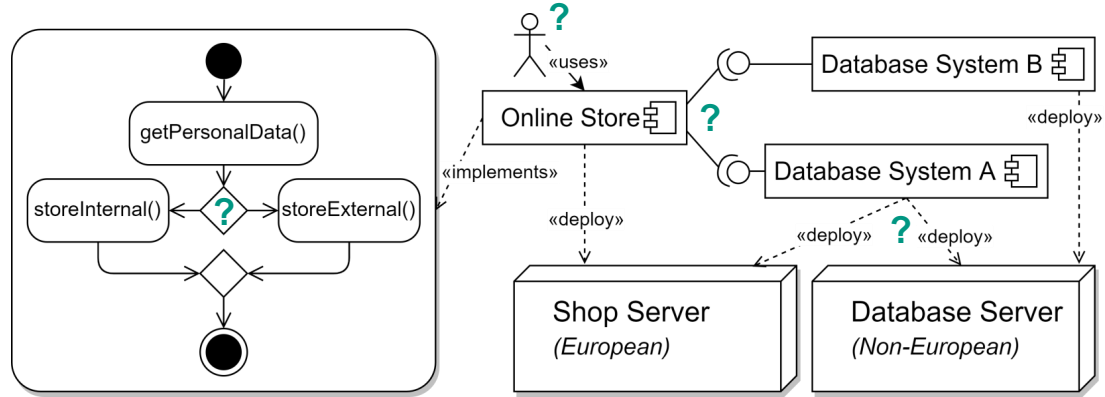 getPersonalData()
storeInternal()
?
storeExternal()
?
«uses»
Online Store
?
«implements»
«deploy»
Database System B
«deploy»
Database System A
«deploy»
?
«deploy»
Shop Server
(European)
Database Server
(Non-European)